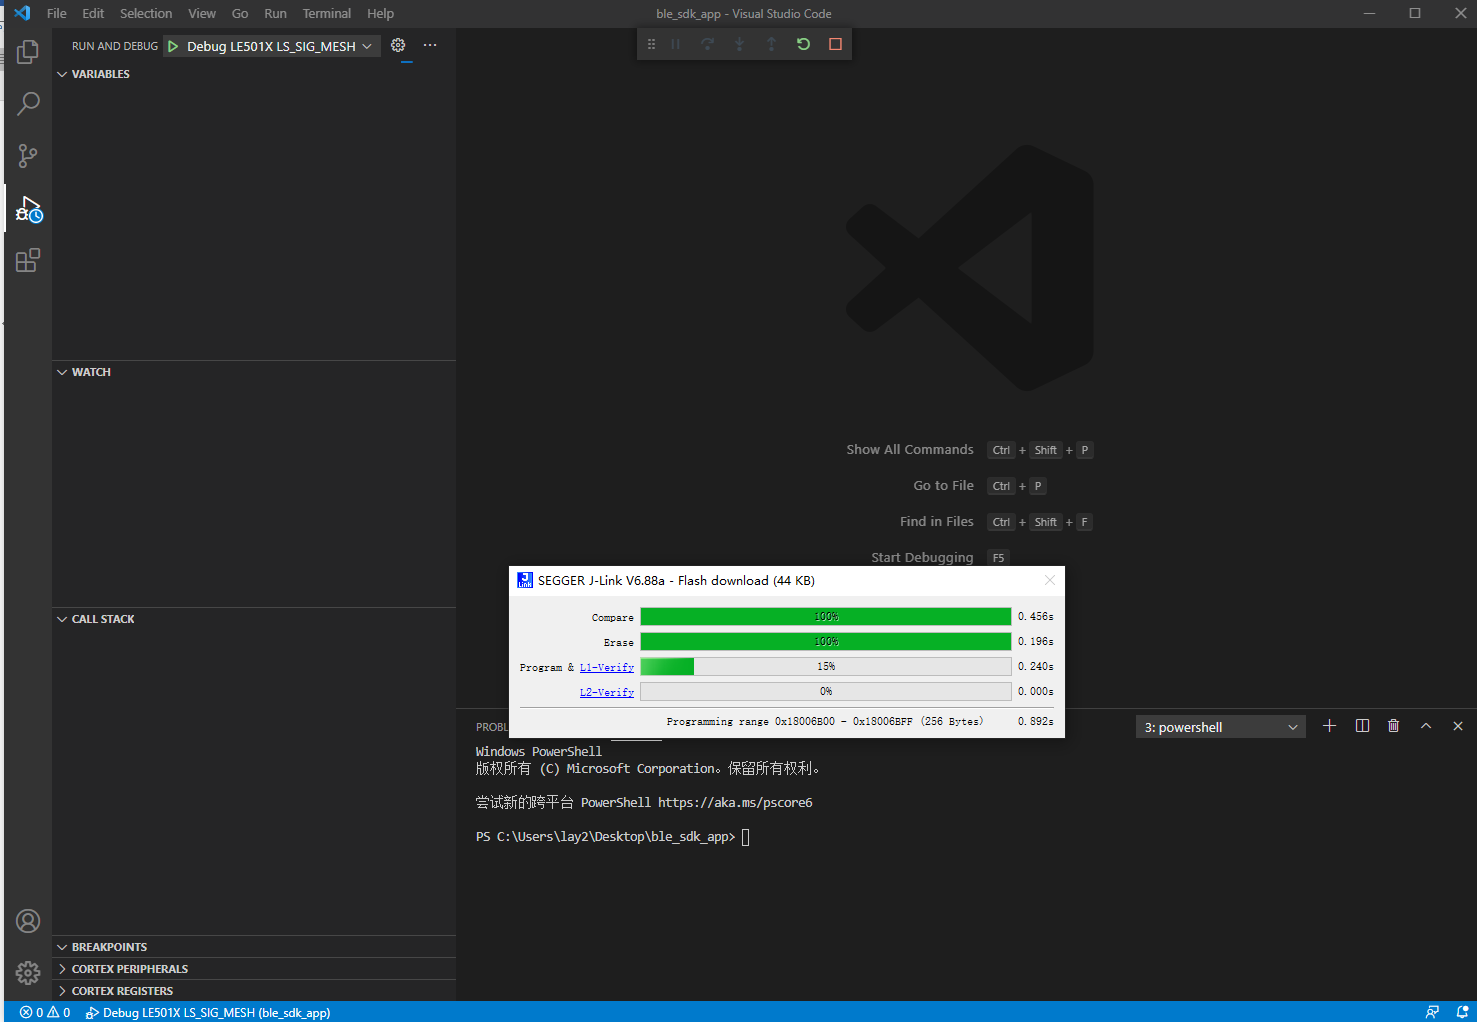 File Edit Selection View Go Run Terminal Help
ble_sdk_app - Visual Studio Code
RUN AND DEBUG Debug LE501X LS_SIG_MESH
VARIABLES
WATCH
CALL STACK
BREAKPOINTS
CORTEX PERIPHERALS
CORTEX REGISTERS
Show All Commands Ctrl + Shift + P
Go to File Ctrl + P
Find in Files Ctrl + Shift + F
Start Debugging F5
J Link SEGGER J-Link V6.88a - Flash download (44 KB)
Compare 100% 0.456s
Erase 100% 0.196s
Program & L1-Verify 15% 0.240s
L2-Verify 0% 0.000s
Programming range 0x18006B00 - 0x18006BFF (256 Bytes) 0.892s
3: powershell
Windows PowerShell
版权所有 (C) Microsoft Corporation。保留所有权利。
尝试新的跨平台 PowerShell https://aka.ms/pscore6
PS C:\Users\lay2\Desktop\ble_sdk_app>
0 0 Debug LE501X LS_SIG_MESH (ble_sdk_app)